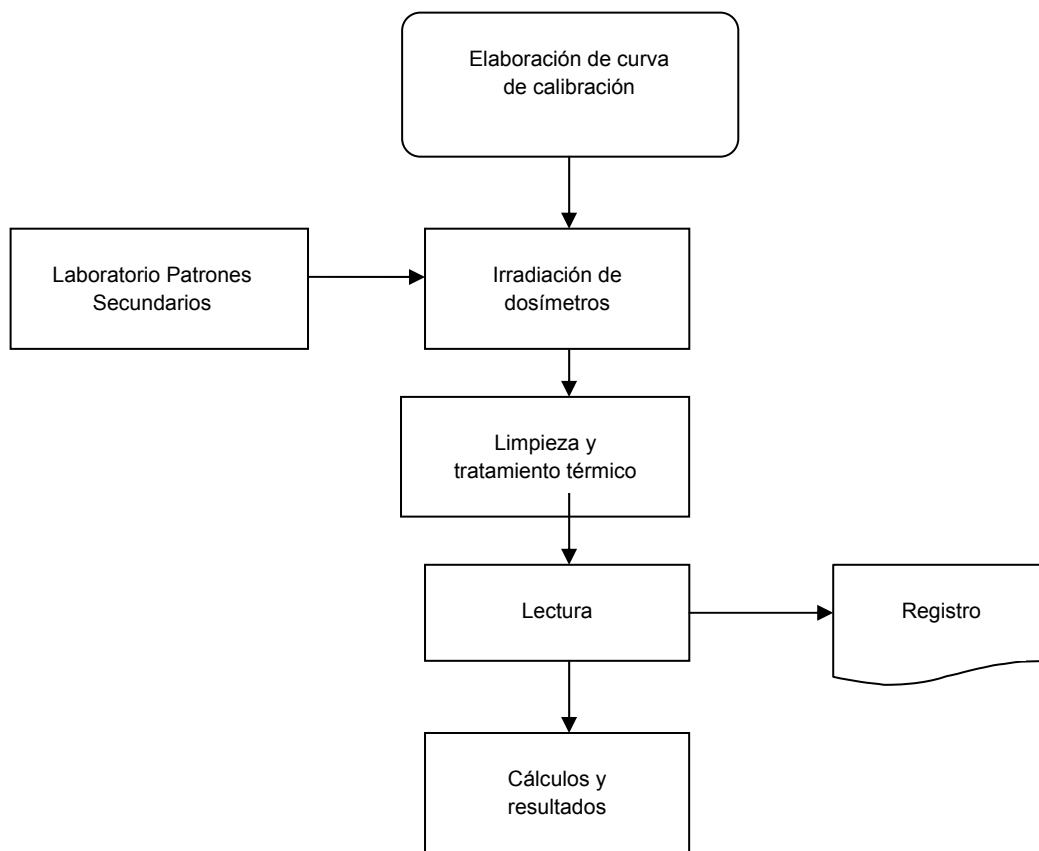 Elaboración de curva
de calibración
Laboratorio Patrones
Secundarios
Irradiación de
dosímetros
Limpieza y
tratamiento térmico
Lectura
Registro
Cálculos y
resultados